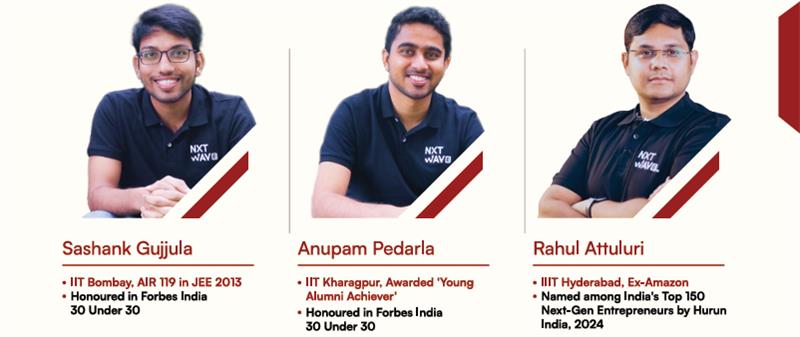 NXT
WAVE
NXT
WAVE
NXT
WAVE
Sashank Gujjula
• IIT Bombay, AIR 119 in JEE 2013
• Honoured in Forbes India
30 Under 30
Anupam Pedarla
• IIT Kharagpur, Awarded 'Young
Alumni Achiever'
• Honoured in Forbes India
30 Under 30
Rahul Attuluri
• IIIT Hyderabad, Ex-Amazon
• Named among India's Top 150
Next-Gen Entrepreneurs by Hurun
India, 2024